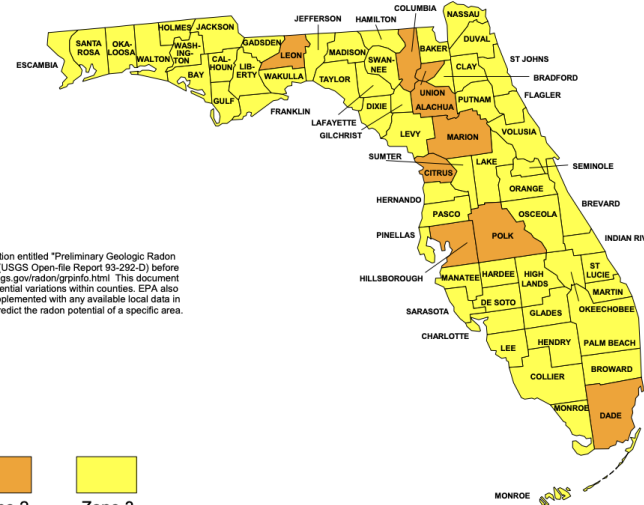 COLUMBIA
NASSAU
JEFFERSON
HAMILTON
HOLMES
JACKSON
GADSDEN
LEON
MADISON
BAKER
DUVAL
SANTA
ROSA
OKA-
LOOSA
WALTON
WASH-
ING-
TON
BAY
CAL-
HOUN
LIB-
ERTY
WAKULLA
TAYLOR
SWAN-
NEE
CLAY
ST JOHNS
ESCAMBIA
BRADFORD
GULF
FRANKLIN
DIXIE
UNION
ALACHUA
PUTNAM
FLAGLER
LAFAYETTE
GILCHRIST
LEVY
MARION
VOLUSIA
SUMTER
LAKE
SEMINOLE
CITRUS
ORANGE
HERNANDO
BREVARD
PASCO
OSCEOLA
PINELLAS
POLK
INDIAN RIV
tion entitled "Preliminary Geologic Radon
(USGS Open-file Report 93-292-D) before
gs.gov/radon/grpinfo.html This document
ential variations within counties. EPA also
plemented with any available local data in
redict the radon potential of a specific area.
HILLSBOROUGH
MANATEE
HARDEE
HIGH
LANDS
ST
LUCIE
MARTIN
DE SOTO
SARASOTA
GLADES
OKEECHOBEE
CHARLOTTE
LEE
HENDRY
PALM BEACH
COLLIER
BROWARD
MONROE
DADE
MONROE